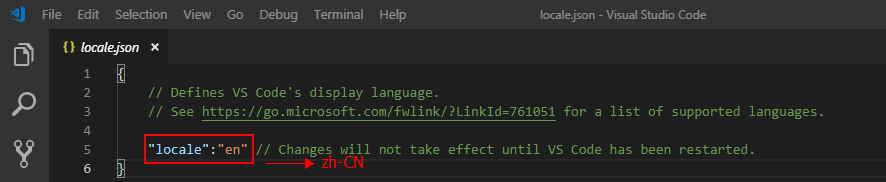 File Edit Selection View Go Debug Terminal Help locale.json - Visual Studio Code
{} locale.json ×
1 {
2 // Defines VS Code's display language.
3 // See https://go.microsoft.com/fwlink/?LinkId=761051 for a list of supported languages.
4
5 "locale":"en" // Changes will not take effect until VS Code has been restarted.
zh-CN
6 }